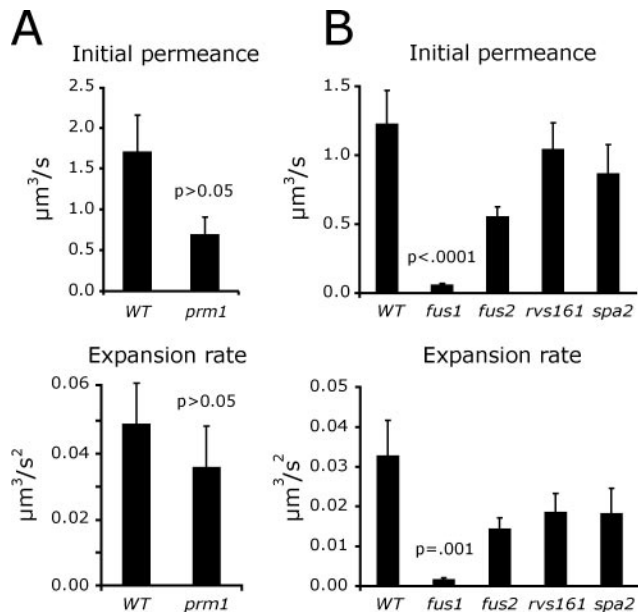 A
Initial permeance
2.5
2.0
1.5
1.0
0.5
0.0
μm³/s
p>0.05
WT prm1
Expansion rate
0.06
0.04
0.02
0.00
μm³/s²
p>0.05
WT prm1
B
Initial permeance
1.5
1.0
0.5
0.0
μm³/s
p<.0001
WT fus1 fus2 rvs161 spa2
Expansion rate
0.05
0.04
0.03
0.02
0.01
0.00
μm³/s²
p=.001
WT fus1 fus2 rvs161 spa2